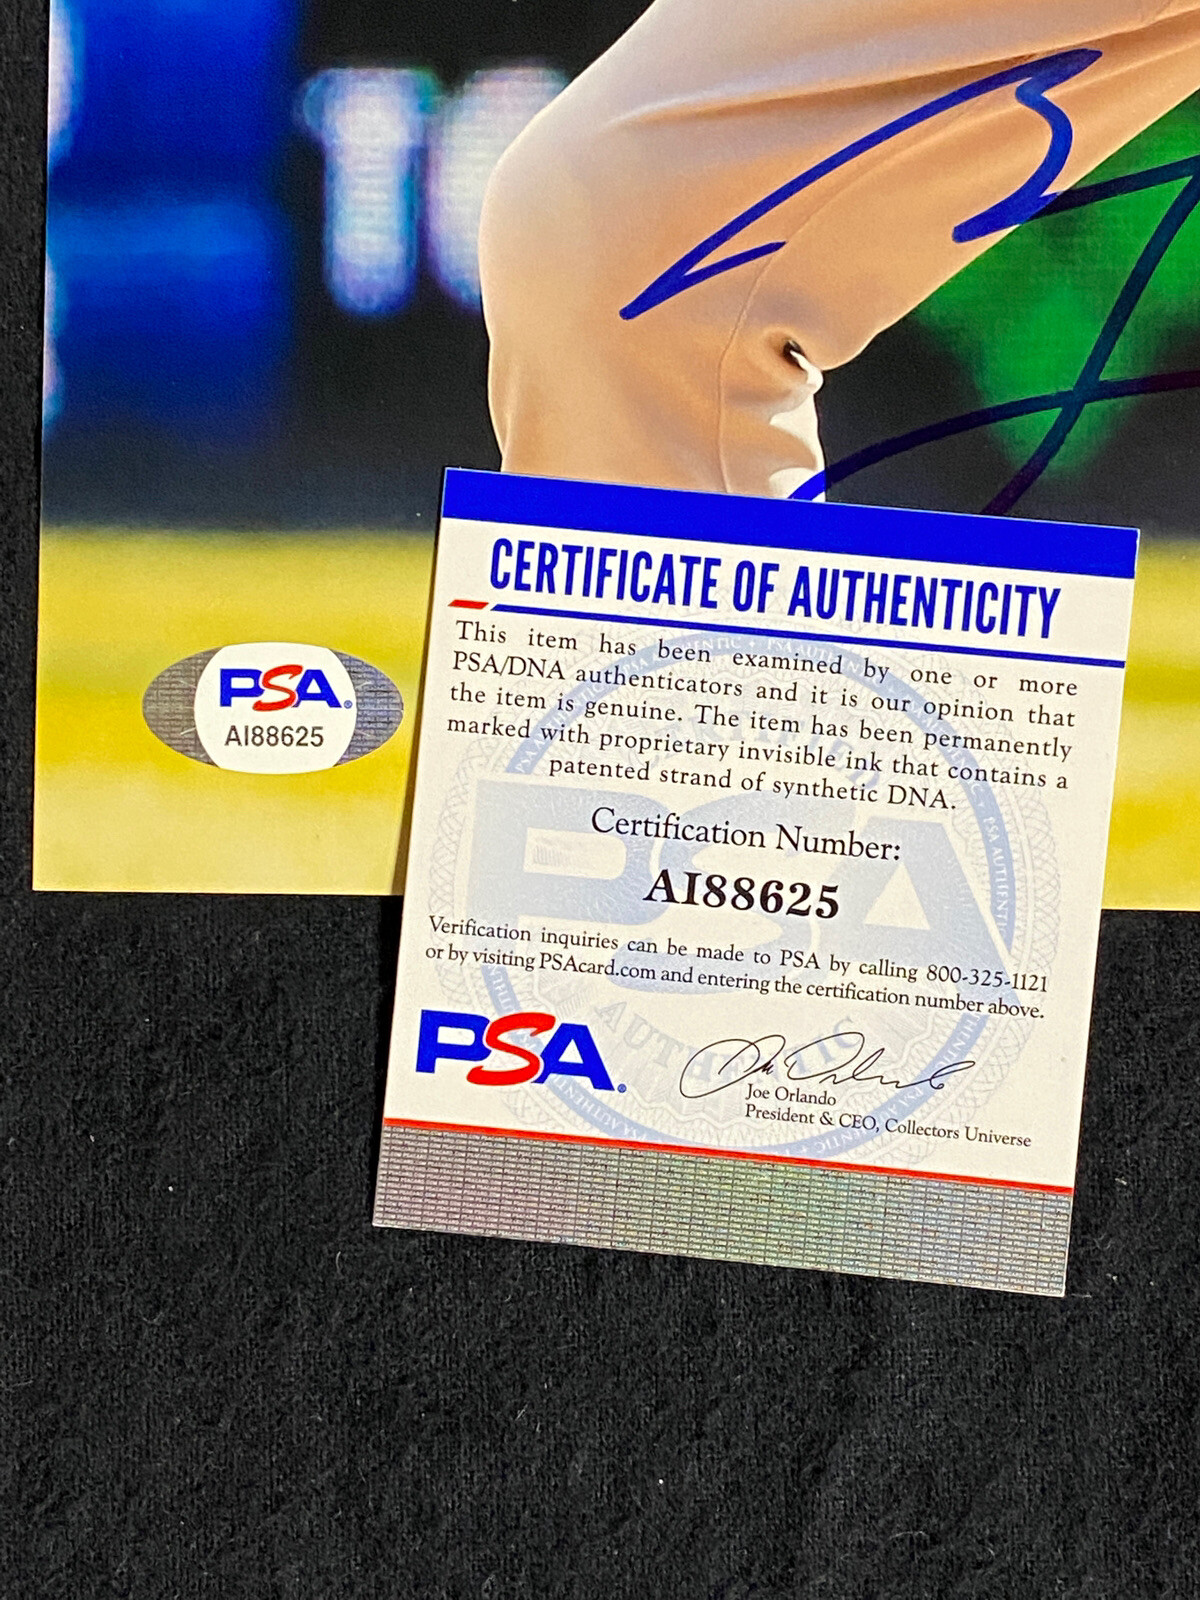 PSA
AI88625
CERTIFICATE OF AUTHENTICITY
This item has been examined by one or more
PSA/DNA authenticators and it is our opinion that
the item is genuine. The item has been permanently
marked with proprietary invisible ink that contains a
patented strand of synthetic DNA.
Certification Number:
AI88625
Verification inquiries can be made to PSA by calling 800-325-1121
or by visiting PSAcard.com and entering the certification number above.
PSA
Joe Orlando
President & CEO, Collectors Universe